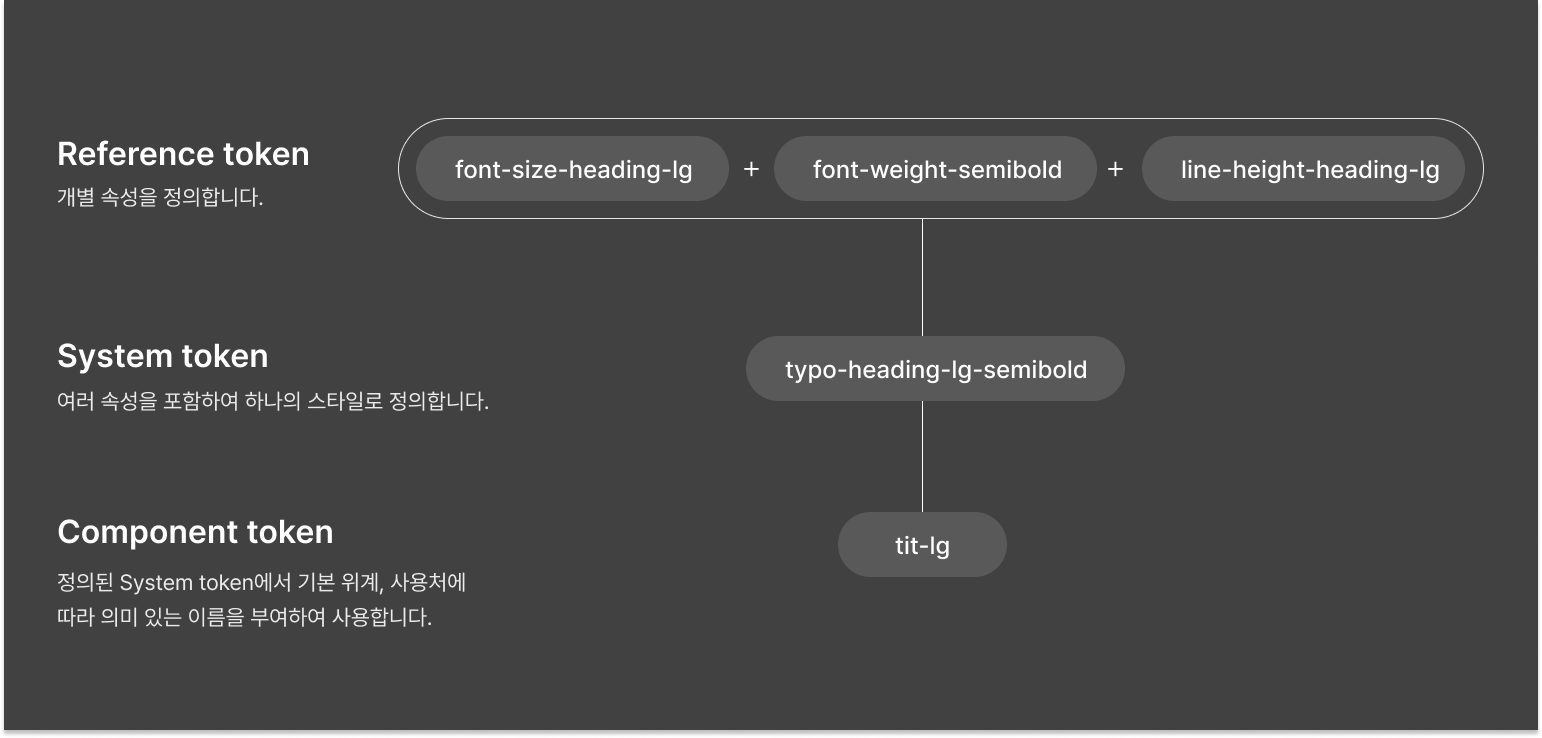 Reference token
개별 속성을 정의합니다.
font-size-heading-lg + font-weight-semibold + line-height-heading-lg
System token
여러 속성을 포함하여 하나의 스타일로 정의합니다.
typo-heading-lg-semibold
Component token
정의된 System token에서 기본 위계, 사용처에
따라 의미 있는 이름을 부여하여 사용합니다.
tit-lg